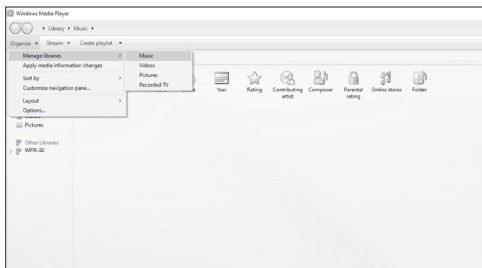 Windows Media Player
Library ▸ Music ▸
Organize Stream Create playlist
Manage libraries
Apply media information changes
Sort by
Customize navigation pane...
Layout
Options...
Music
Videos
Pictures
Recorded TV
Year
Rating
Contributing artist
Composer
Parental rating
Online stores
Folder
Pictures
Other Libraries
WFR-32